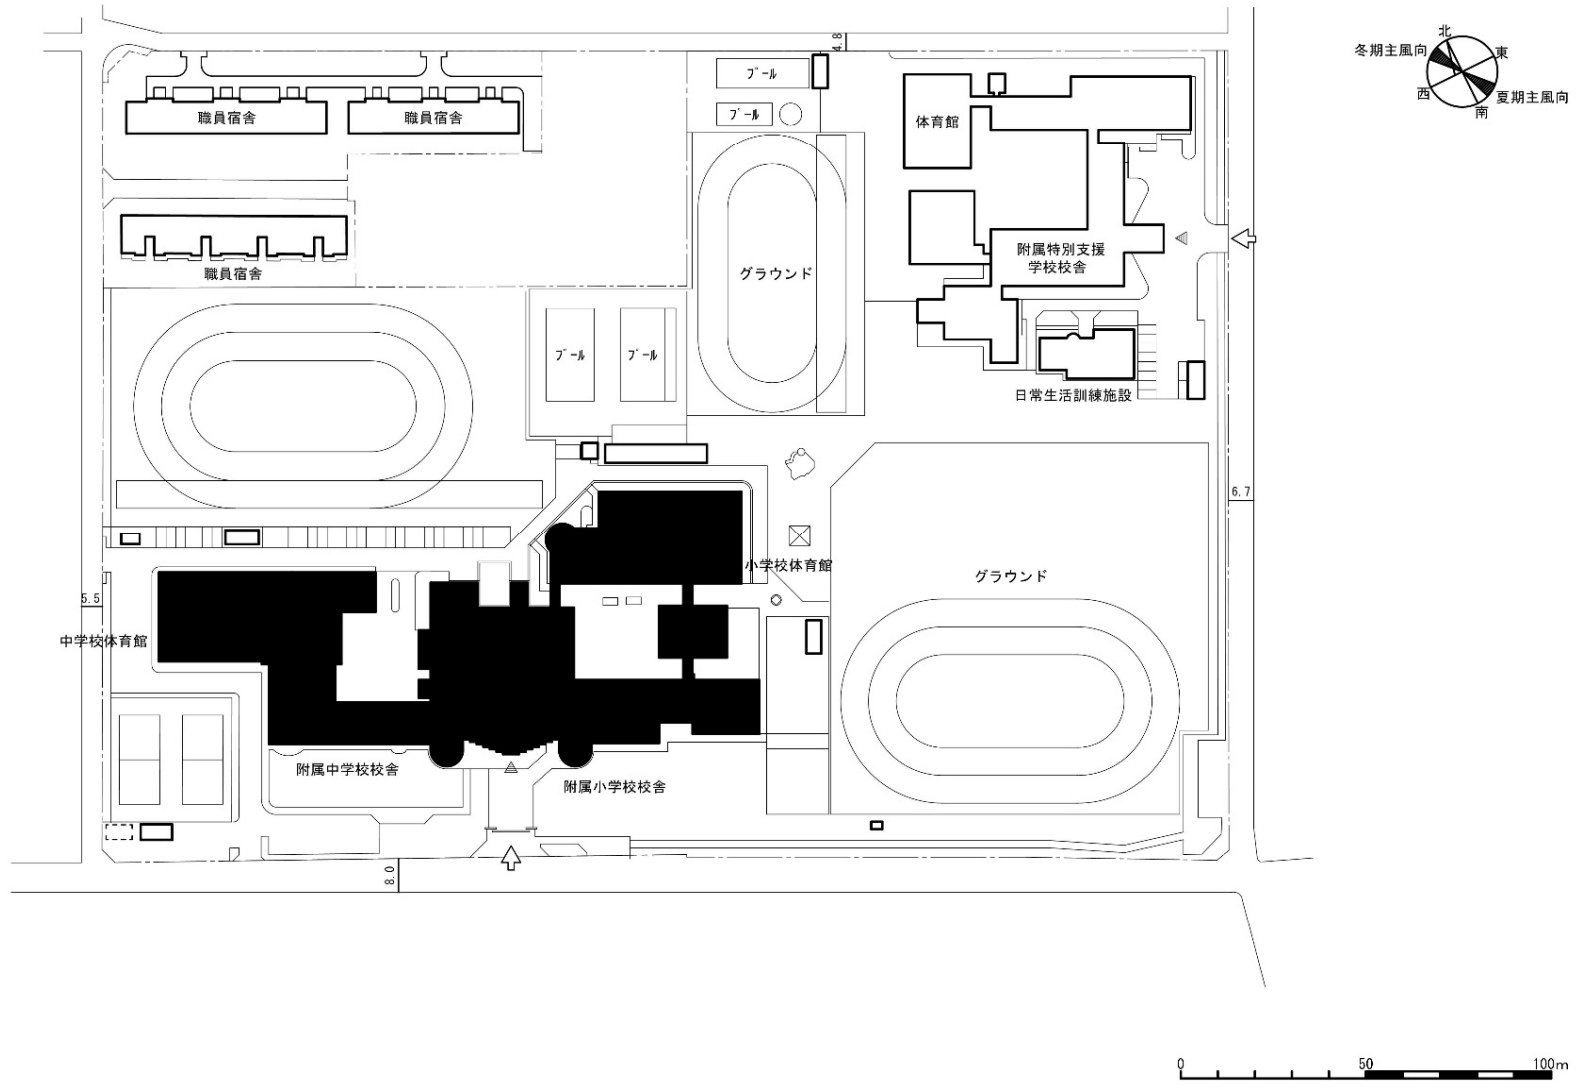 北
冬期主風向
東
西
夏期主風向
南
4.8
プール
プール
体育館
職員宿舎
職員宿舎
職員宿舎
附属特別支援
学校校舎
グラウンド
プール
プール
日常生活訓練施設
6.7
小学校体育館
グラウンド
5.5
中学校体育館
附属中学校校舎
附属小学校校舎
8.0
0
50
100m